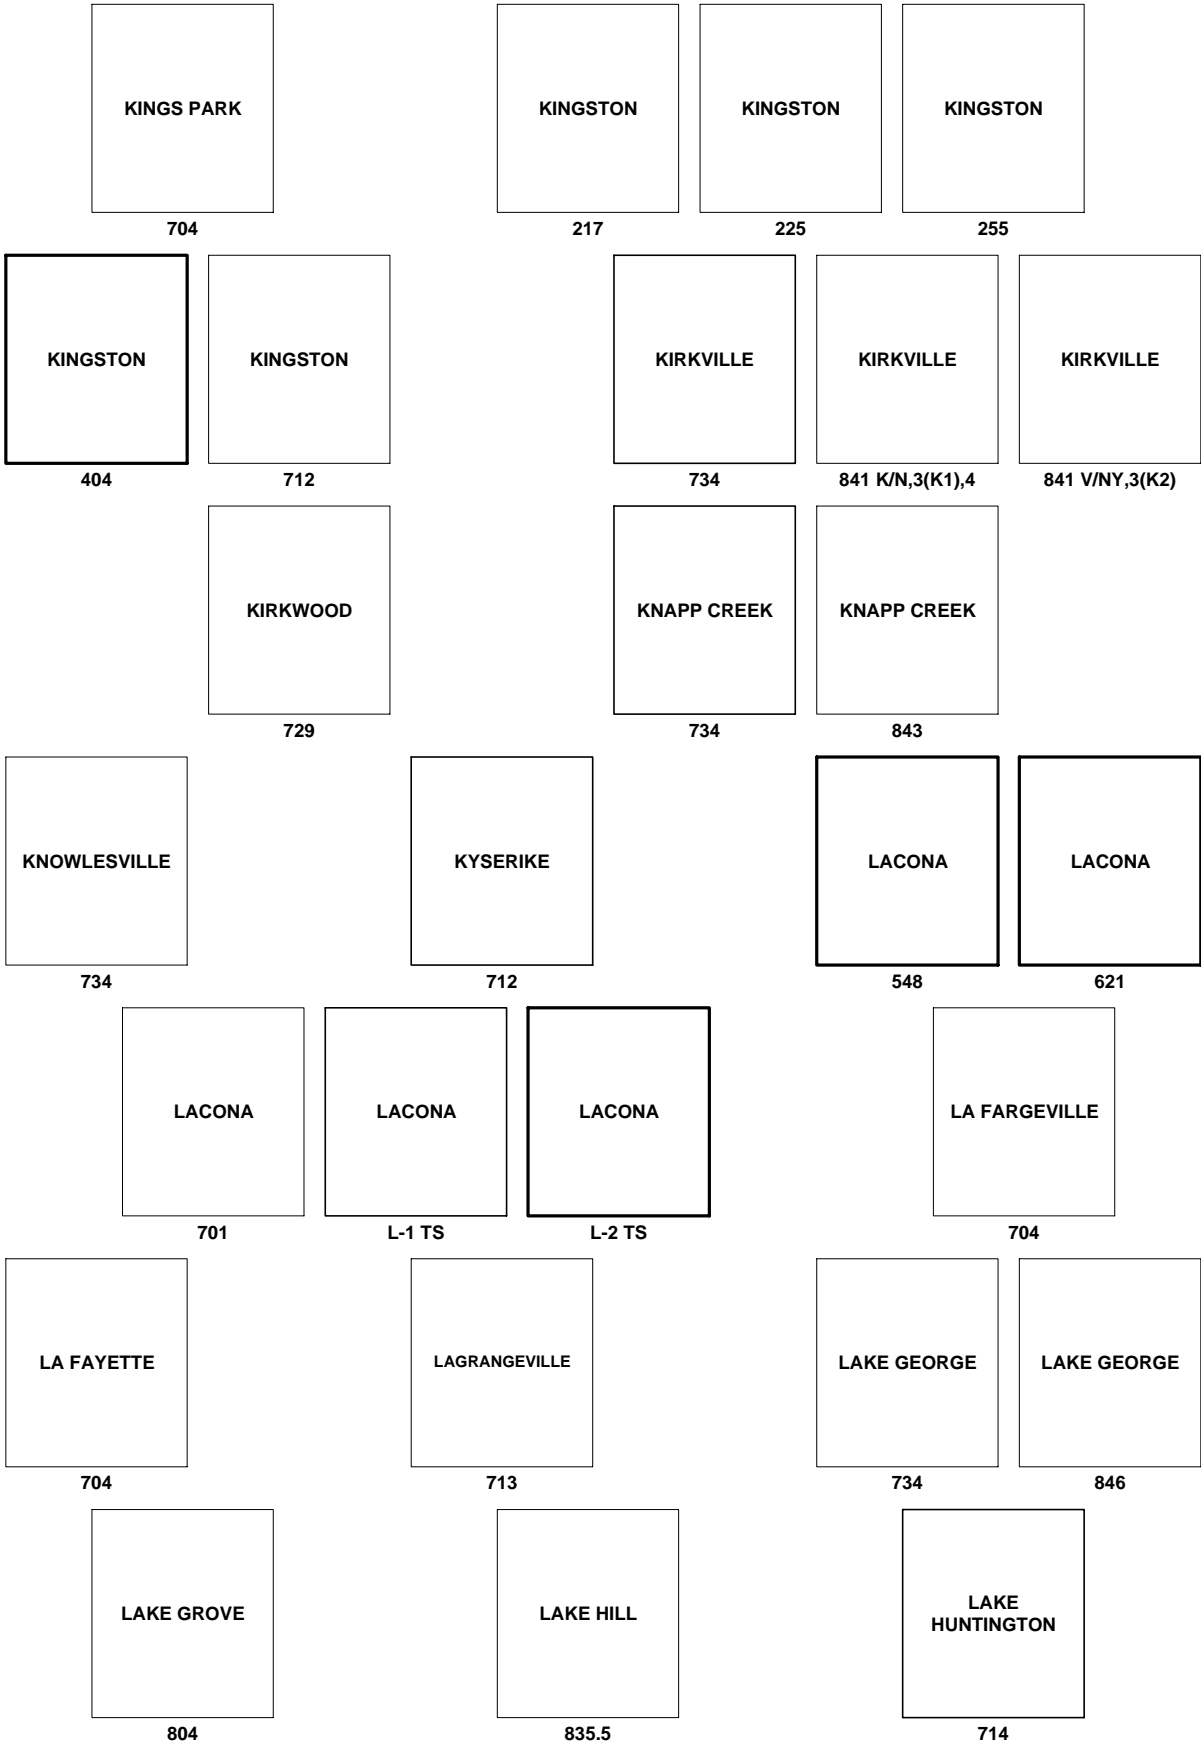 KINGS PARK
KINGSTON
KINGSTON
KINGSTON
704
217
225
255
KINGSTON
KINGSTON
KIRKVILLE
KIRKVILLE
KIRKVILLE
404
712
734
841 K/N,3(K1),4
841 V/NY,3(K2)
KIRKWOOD
KNAPP CREEK
KNAPP CREEK
729
734
843
KNOWLESVILLE
KYSERIKE
LACONA
LACONA
734
712
548
621
LACONA
LACONA
LACONA
LA FARGEVILLE
701
L-1 TS
L-2 TS
704
LA FAYETTE
LAGRANGEVILLE
LAKE GEORGE
LAKE GEORGE
704
713
734
846
LAKE GROVE
LAKE HILL
LAKE
HUNTINGTON
804
835.5
714